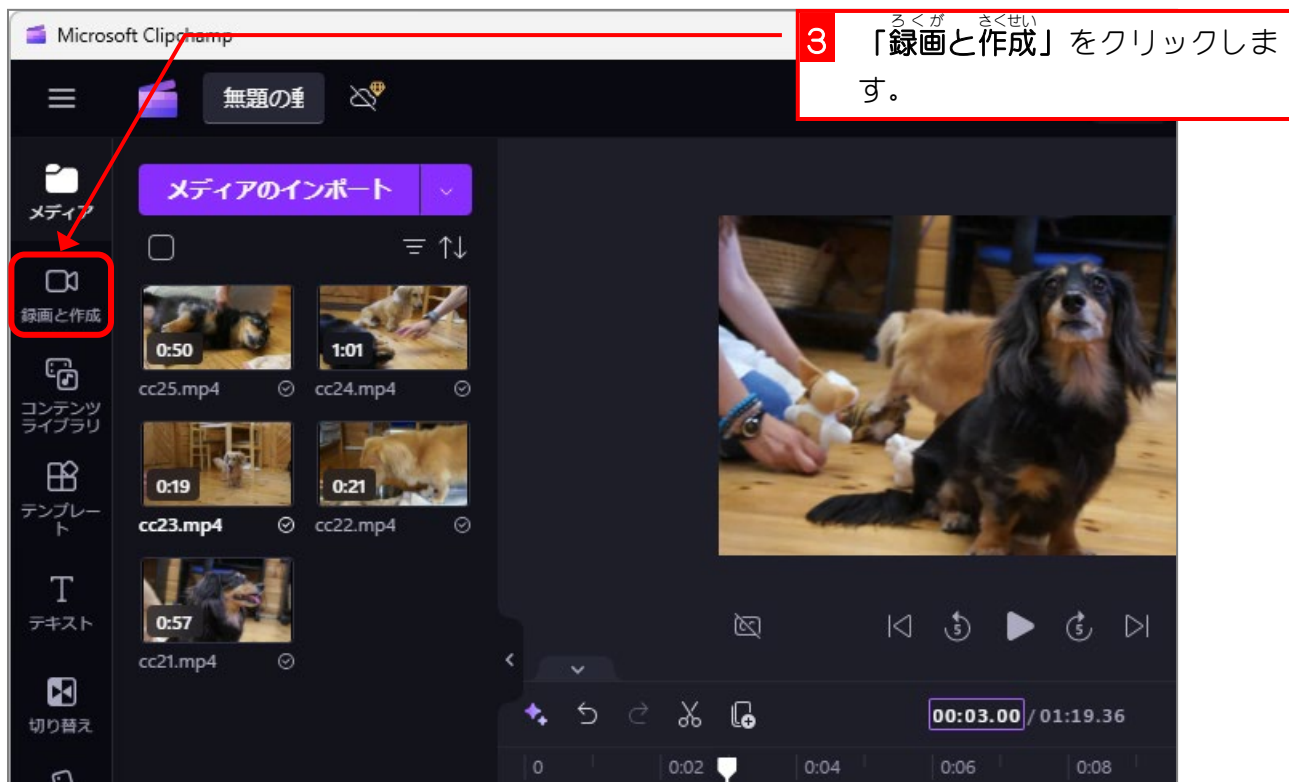 Microsoft Clipchamp
3
ろくが さくせい
「録画と作成」をクリックしま
す。
無題の動
メディア
メディアのインポート
録画と作成
0:50
1:01
cc25.mp4
cc24.mp4
コンテンツ
ライブラリ
0:19
0:21
cc23.mp4
cc22.mp4
テンプレー
ト
T
テキスト
0:57
cc21.mp4
5
5
切り替え
00:03.00 / 01:19.36
0
0:02
0:04
0:06
0:08